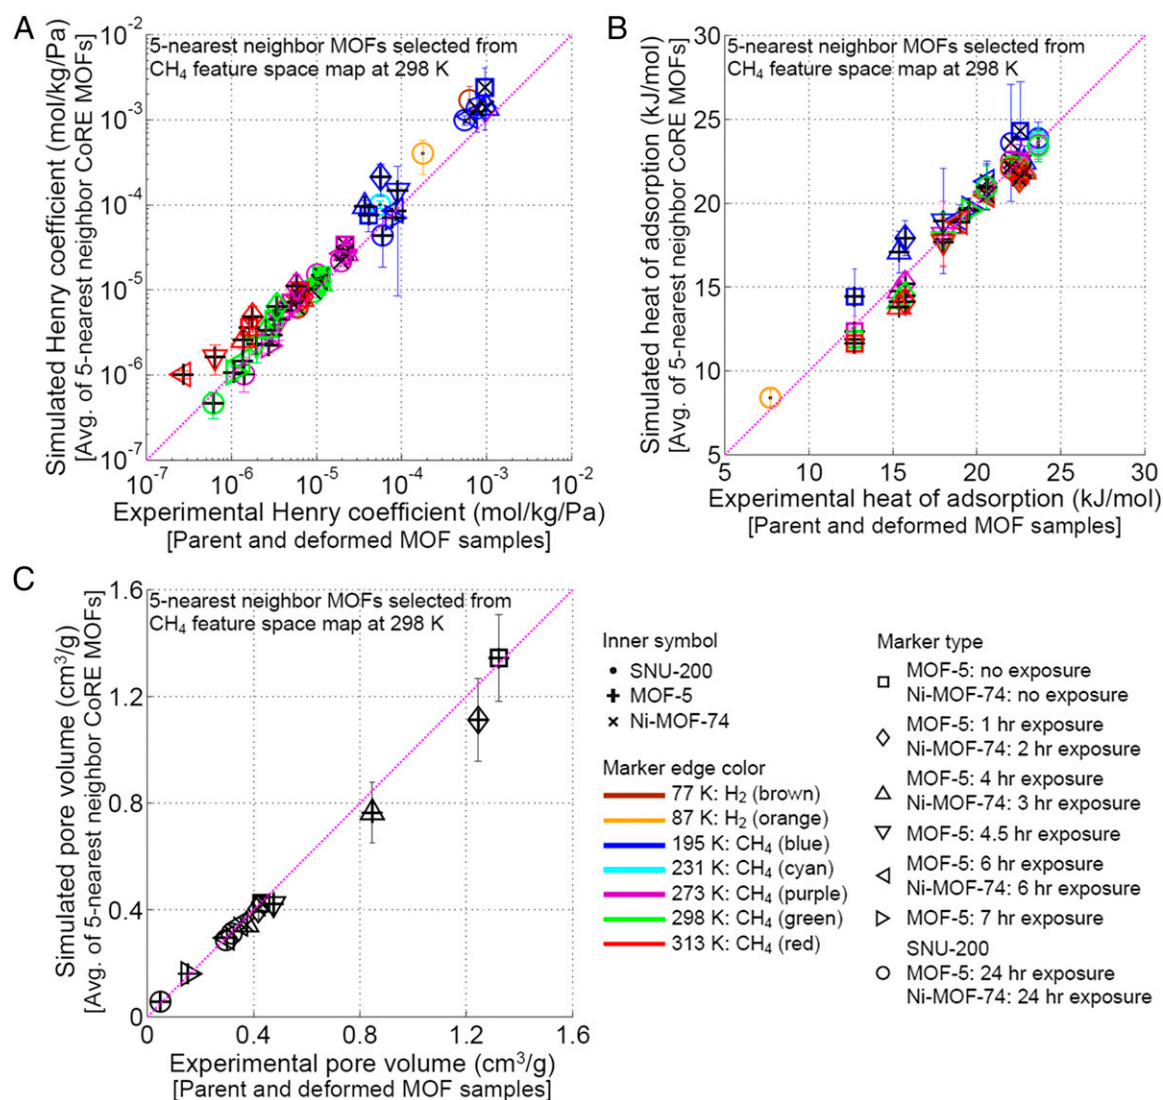 A
Simulated Henry coefficient (mol/kg/Pa)
[Avg. of 5-nearest neighbor CoRE MOFs]
5-nearest neighbor MOFs selected from
CH4 feature space map at 298 K
10^-2
10^-3
10^-4
10^-5
10^-6
10^-7
10^-7 10^-6 10^-5 10^-4 10^-3 10^-2
Experimental Henry coefficient (mol/kg/Pa)
[Parent and deformed MOF samples]
B
Simulated heat of adsorption (kJ/mol)
[Avg. of 5-nearest neighbor CoRE MOFs]
5-nearest neighbor MOFs selected from
CH4 feature space map at 298 K
30
25
20
15
10
5
5 10 15 20 25 30
Experimental heat of adsorption (kJ/mol)
[Parent and deformed MOF samples]
C
Simulated pore volume (cm³/g)
[Avg. of 5-nearest neighbor CoRE MOFs]
5-nearest neighbor MOFs selected from
CH4 feature space map at 298 K
1.6
1.2
0.8
0.4
0
0 0.4 0.8 1.2 1.6
Experimental pore volume (cm³/g)
[Parent and deformed MOF samples]
Inner symbol
SNU-200
MOF-5
Ni-MOF-74
Marker edge color
77 K: H2 (brown)
87 K: H2 (orange)
195 K: CH4 (blue)
231 K: CH4 (cyan)
273 K: CH4 (purple)
298 K: CH4 (green)
313 K: CH4 (red)
Marker type
MOF-5: no exposure
Ni-MOF-74: no exposure
MOF-5: 1 hr exposure
Ni-MOF-74: 2 hr exposure
MOF-5: 4 hr exposure
Ni-MOF-74: 3 hr exposure
MOF-5: 4.5 hr exposure
MOF-5: 6 hr exposure
Ni-MOF-74: 6 hr exposure
MOF-5: 7 hr exposure
SNU-200
MOF-5: 24 hr exposure
Ni-MOF-74: 24 hr exposure